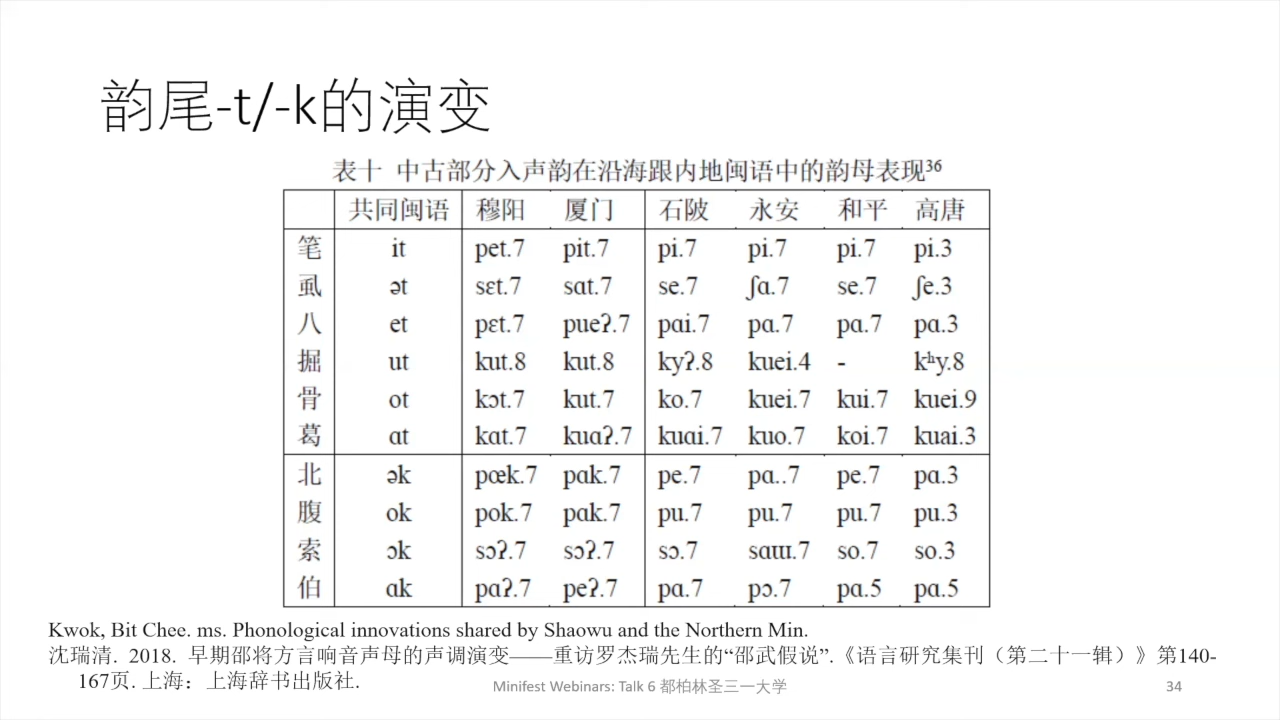 韵尾-t/-k的演变
表十 中古部分入声韵在沿海跟内地闽语中的韵母表现36
共同闽语 穆阳 厦门 石陂 永安 和平 高唐
笔 it pet.7 pit.7 pi.7 pi.7 pi.7 pi.3
虱 ət sɛt.7 sɑt.7 se.7 ʃɑ.7 se.7 ʃe.3
八 et pɛt.7 pueʔ.7 pɑi.7 pɑ.7 pɑ.7 pɑ.3
掘 ut kut.8 kut.8 kyʔ.8 kuei.4 - kʰy.8
骨 ot kɔt.7 kut.7 ko.7 kuei.7 kui.7 kuei.9
葛 ɑt kɑt.7 kuɑʔ.7 kuɑi.7 kuo.7 koi.7 kuai.3
北 ək pœk.7 pɑk.7 pe.7 pɑ..7 pe.7 pɑ.3
腹 ok pok.7 pɑk.7 pu.7 pu.7 pu.7 pu.3
索 ɔk sɔʔ.7 sɔʔ.7 sɔ.7 sɑɯ.7 so.7 so.3
伯 ɑk pɑʔ.7 peʔ.7 pɑ.7 pɔ.7 pɑ.5 pɑ.5
Kwok, Bit Chee. ms. Phonological innovations shared by Shaowu and the Northern Min.
沈瑞清. 2018. 早期邵将方言响音声母的声调演变——重访罗杰瑞先生的“邵武假说”.《语言研究集刊（第二十一辑）》第140-
167页. 上海：上海辞书出版社.
Minifest Webinars: Talk 6 都柏林圣三一大学
34